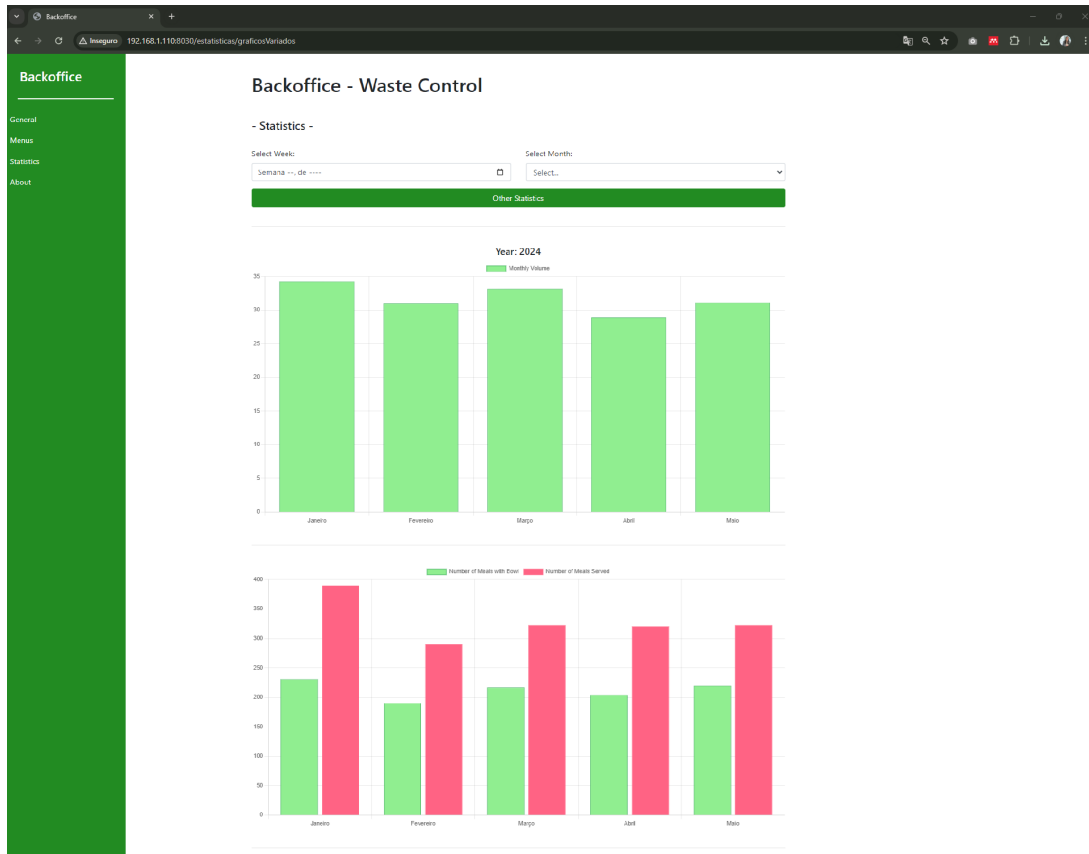 Backoffice
Inseguro 192.168.1.110:8030/estatisticas/graficosVariados
Backoffice
General
Menus
Statistics
About
Backoffice - Waste Control
- Statistics -
Select Week: Select Month:
Semana --, de ---- Select...
Other Statistics
Year: 2024
Monthly Volume
35
30
25
20
15
10
5
0
Janeiro Fevereiro Março Abril Maio
Number of Meals with Bowl Number of Meals Served
400
350
300
250
200
150
100
50
0
Janeiro Fevereiro Março Abril Maio